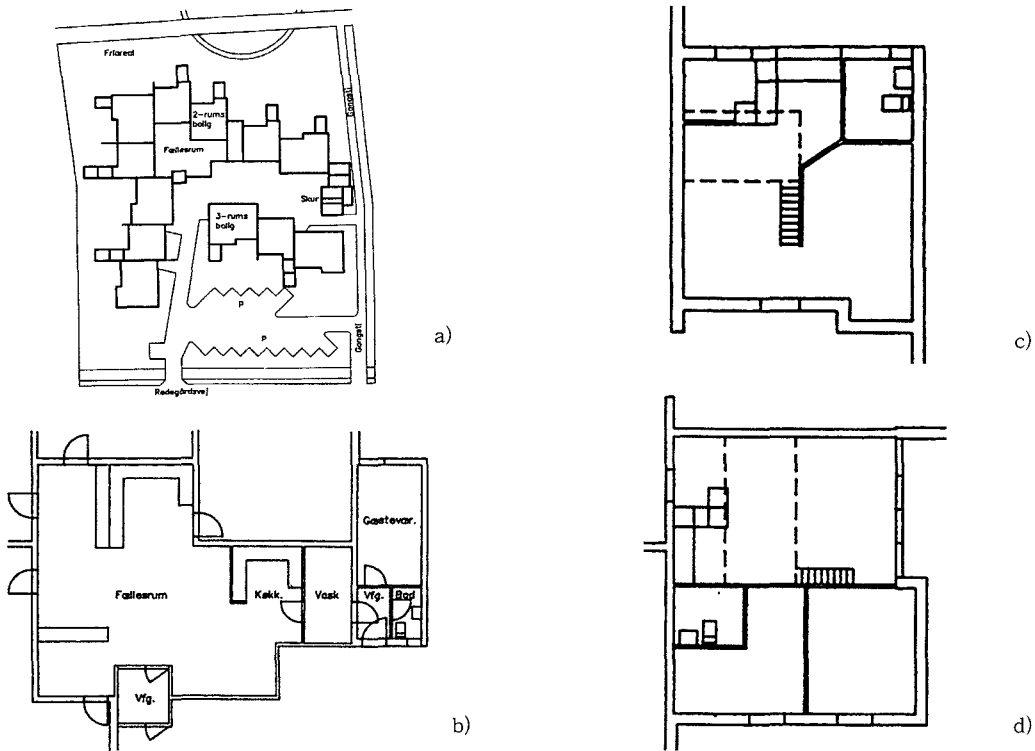 Friareal
Gangsti
2-rums
bolig
Fællesrum
Skur
3-rums
bolig
P
P
Gangsti
Rødegårdsvej
a)
c)
Gæstevær.
Fællesrum
Køkk.
Vask
Vfg.
Bad
Vfg.
b)
d)